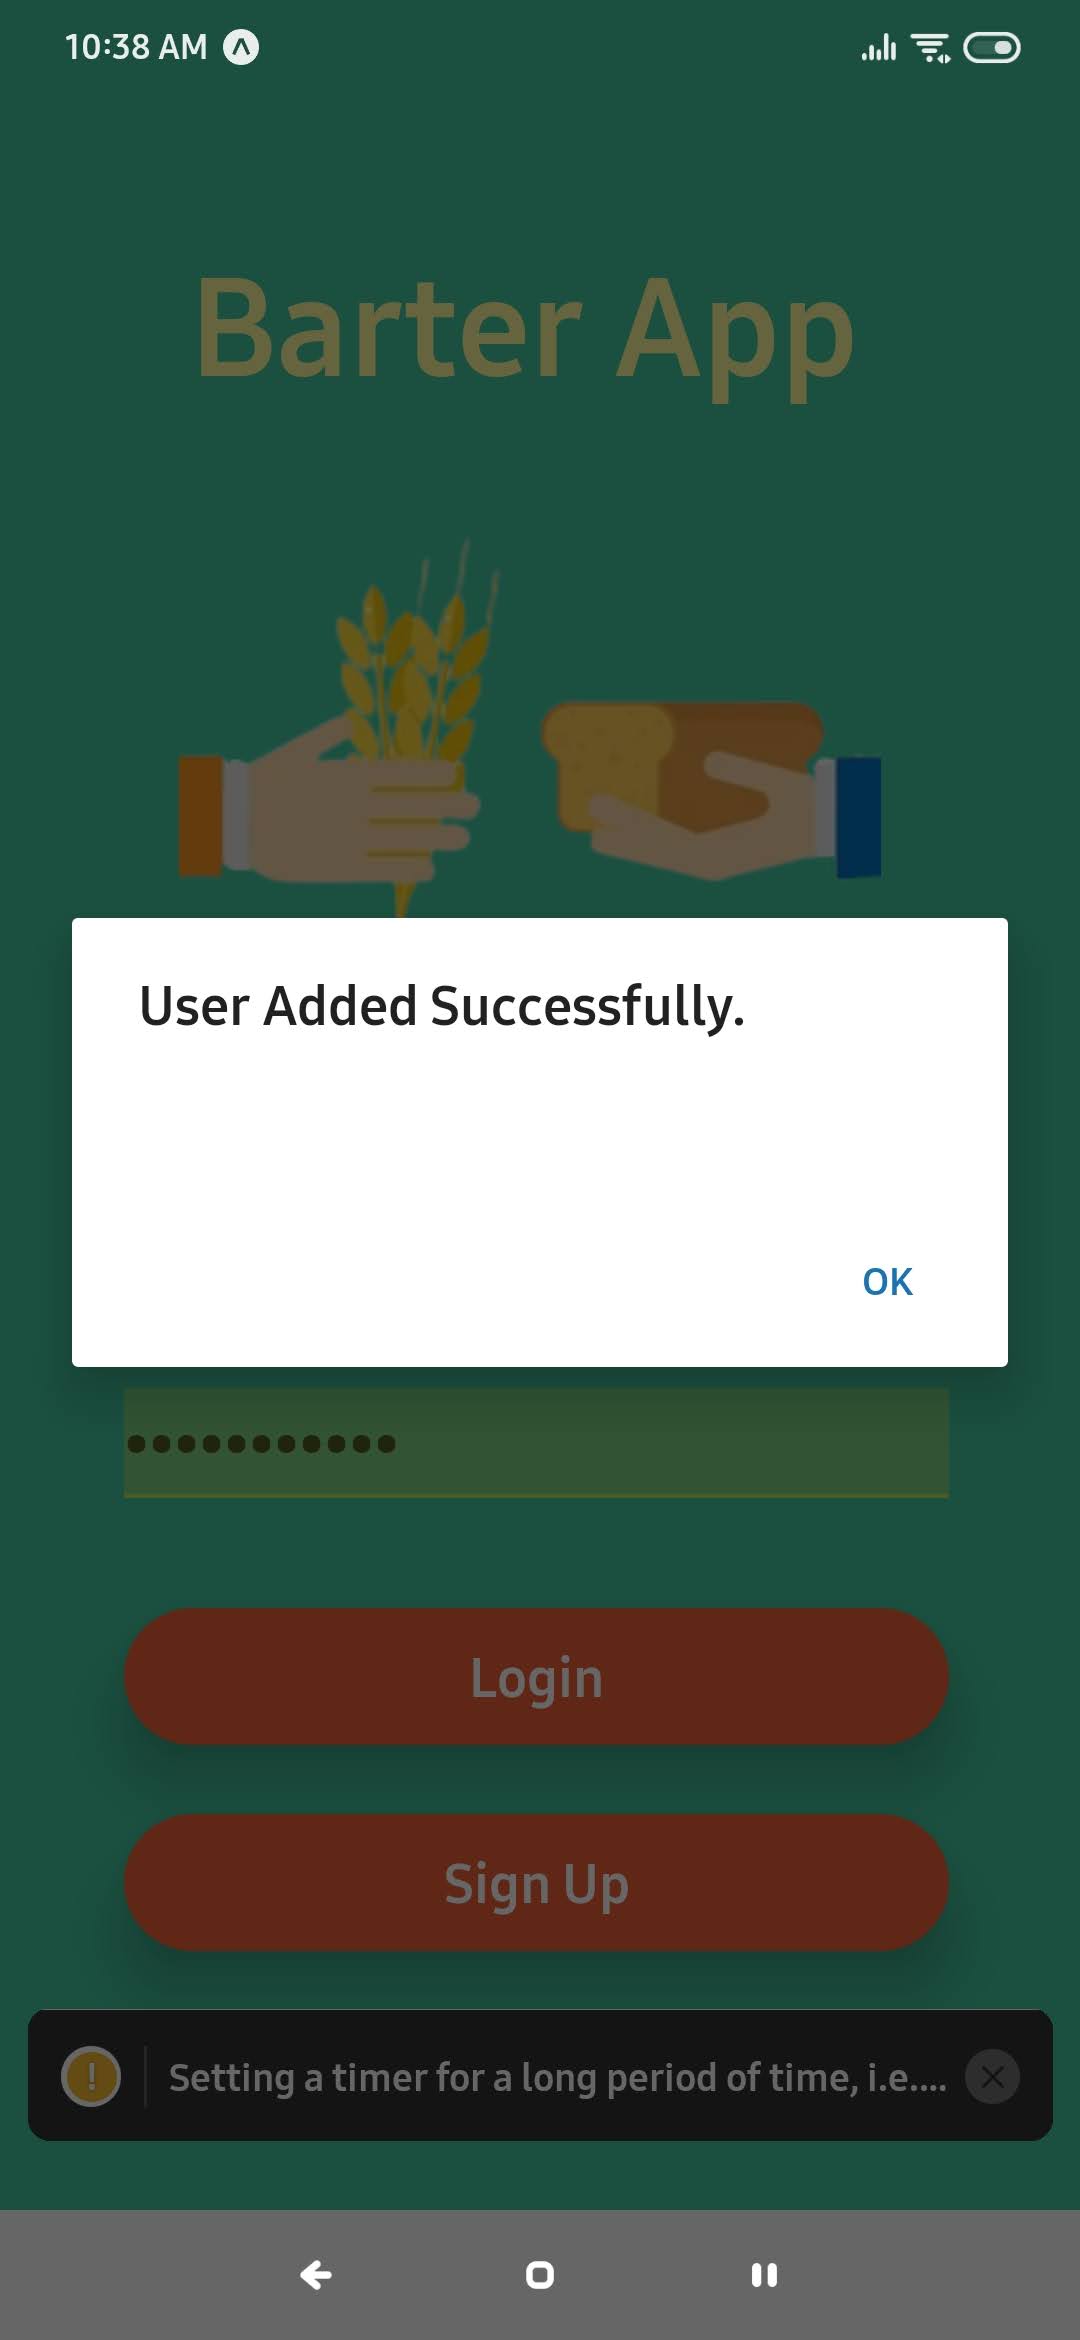 10:38 AM
Barter App
User Added Successfully.
OK
•••••••••••
Login
Sign Up
! Setting a timer for a long period of time, i.e....